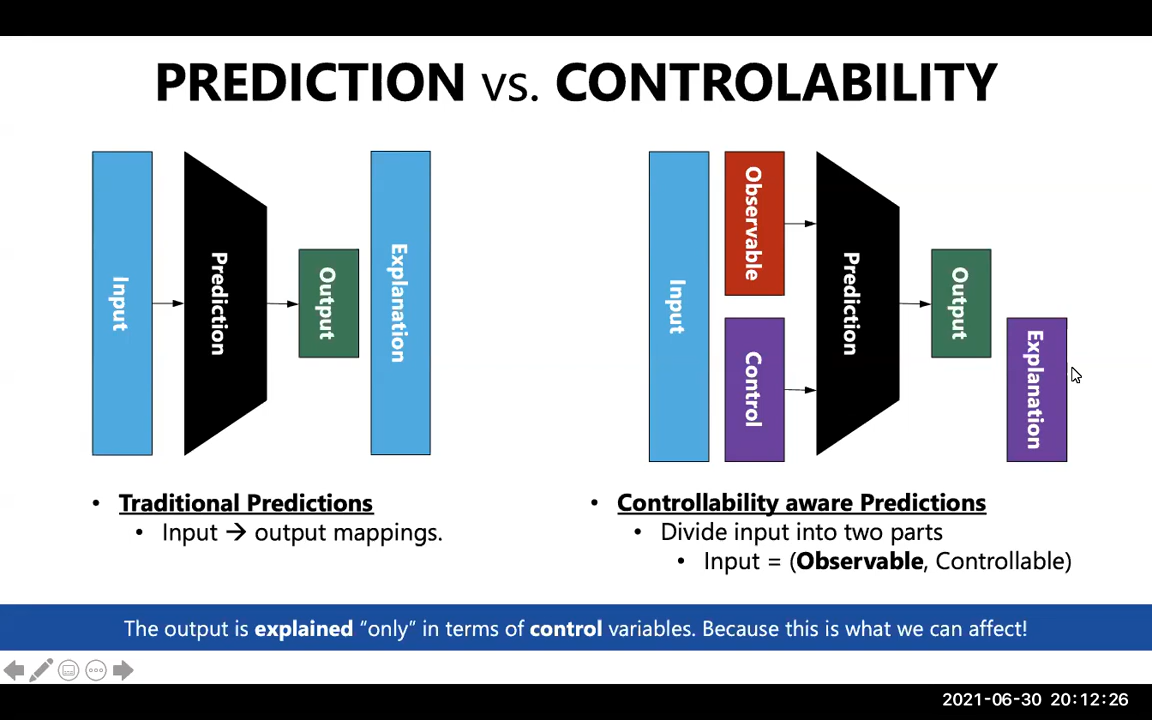 PREDICTION vs. CONTROLABILITY
Input
Prediction
Output
Explanation
Input
Observable
Control
Prediction
Output
Explanation
• Traditional Predictions
• Input → output mappings.
• Controllability aware Predictions
• Divide input into two parts
• Input = (Observable, Controllable)
The output is explained “only” in terms of control variables. Because this is what we can affect!
2021-06-30 20:12:26